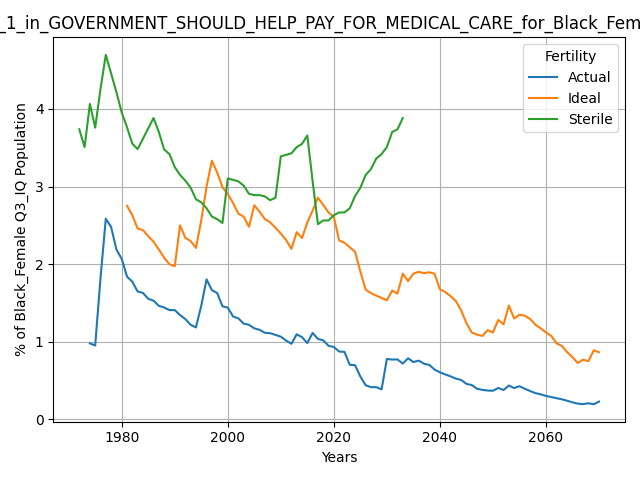 _1_in_GOVERNMENT_SHOULD_HELP_PAY_FOR_MEDICAL_CARE_for_Black_Fem
Fertility
Actual
Ideal
Sterile
% of Black_Female Q3_IQ Population
4
3
2
1
0
1980 2000 2020 2040 2060
Years